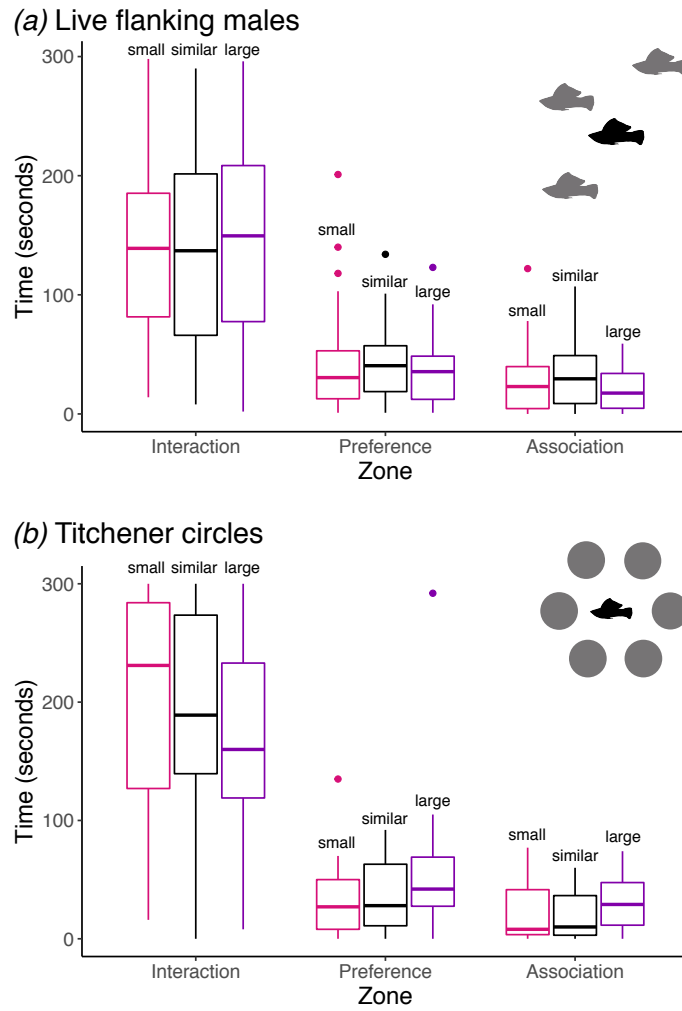 (a) Live flanking males
small similar large
300
200
100
0
Time (seconds)
small
similar
large
small
similar
large
Interaction Preference Association
Zone
(b) Titchener circles
small similar large
300
200
100
0
Time (seconds)
small
similar
large
small
similar
large
Interaction Preference Association
Zone